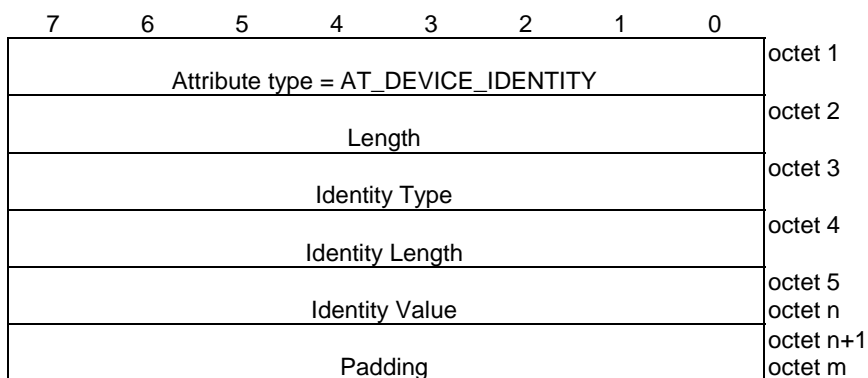 7 6 5 4 3 2 1 0
octet 1
Attribute type = AT_DEVICE_IDENTITY
octet 2
Length
octet 3
Identity Type
octet 4
Identity Length
octet 5
Identity Value octet n
octet n+1
Padding octet m